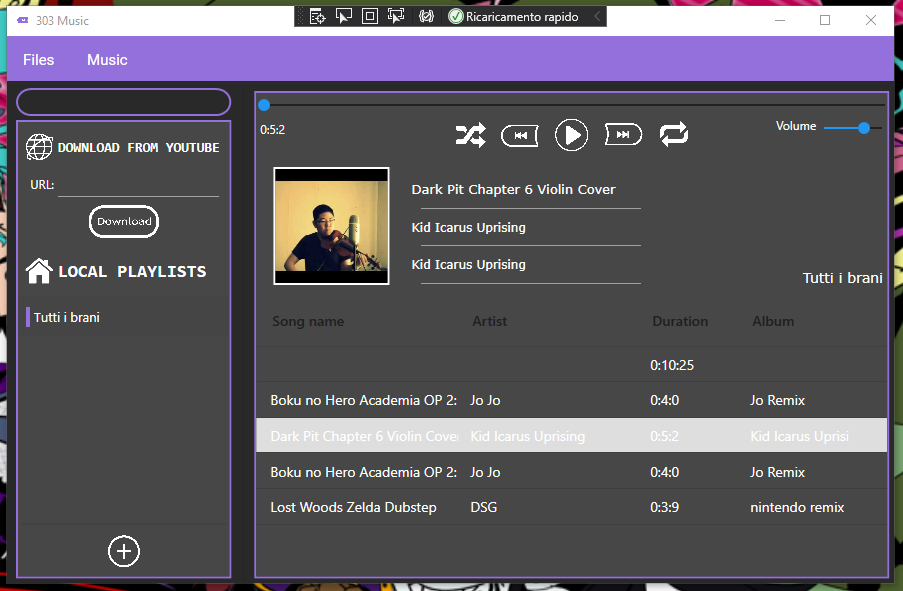 303 Music
Ricaricamento rapido
Files Music
DOWNLOAD FROM YOUTUBE
URL:
Download
LOCAL PLAYLISTS
Tutti i brani
0:5:2
Volume
Dark Pit Chapter 6 Violin Cover
Kid Icarus Uprising
Kid Icarus Uprising
Tutti i brani
Song name Artist Duration Album
0:10:25
Boku no Hero Academia OP 2: Jo Jo 0:4:0 Jo Remix
Dark Pit Chapter 6 Violin Cover Kid Icarus Uprising 0:5:2 Kid Icarus Uprisi
Boku no Hero Academia OP 2: Jo Jo 0:4:0 Jo Remix
Lost Woods Zelda Dubstep DSG 0:3:9 nintendo remix